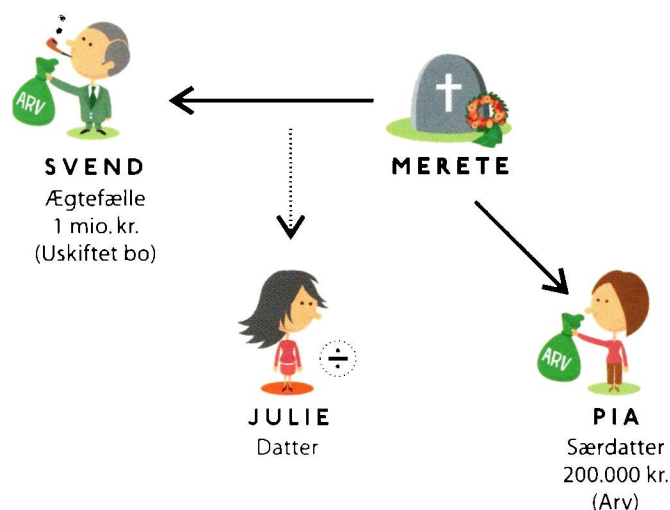 ARV
SVEND
Ægtefælle
1 mio. kr.
(Uskiftet bo)
MERETE
÷
JULIE
Datter
ARV
PIA
Særdatter
200.000 kr.
(Arv)